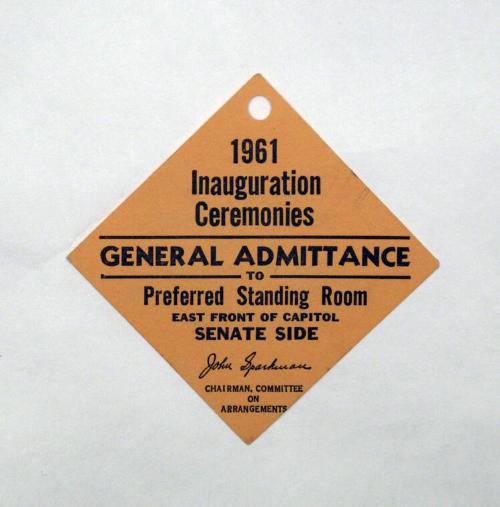 1961
Inauguration
Ceremonies
GENERAL ADMITTANCE
TO
Preferred Standing Room
EAST FRONT OF CAPITOL
SENATE SIDE
John Sparkman
CHAIRMAN, COMMITTEE
ON
ARRANGEMENTS